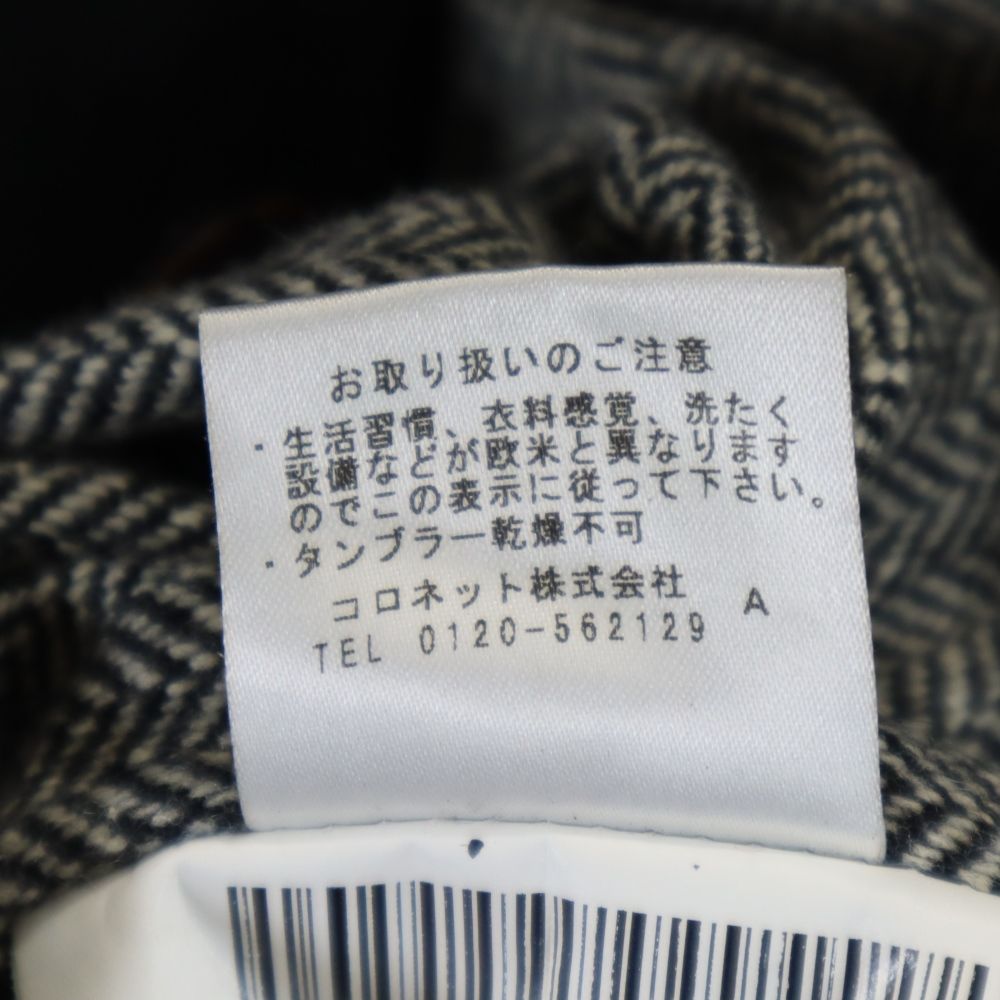 お取り扱いのご注意
・生活習慣、衣料感覚、洗たく
設備などが欧米と異なります
のでこの表示に従って下さい。
・タンブラー乾燥不可
コロネット株式会社 A
TEL 0120-562129